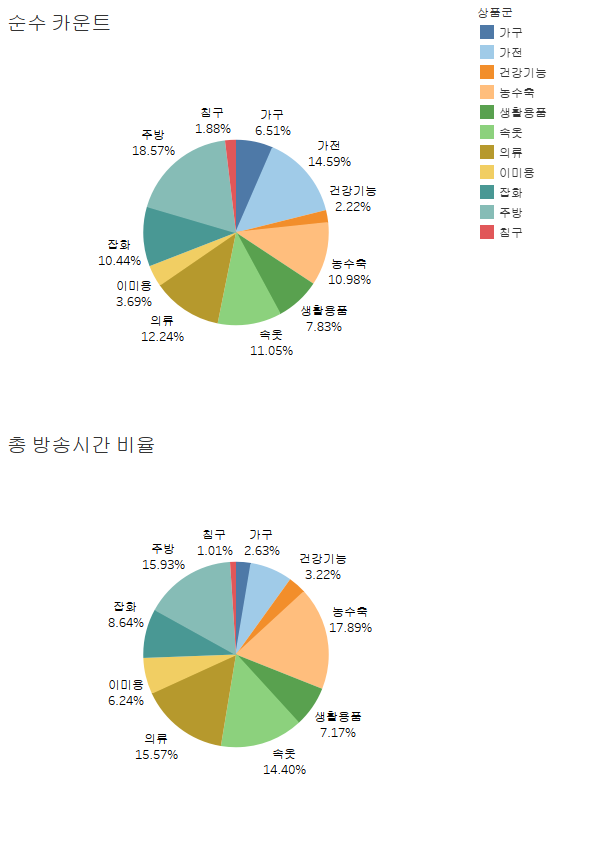 순수 카운트
상품군
가구
가전
건강기능
농수축
생활용품
속옷
의류
이미용
잡화
주방
침구
침구
1.88%
가구
6.51%
가전
14.59%
건강기능
2.22%
농수축
10.98%
생활용품
7.83%
속옷
11.05%
의류
12.24%
이미용
3.69%
잡화
10.44%
주방
18.57%
총 방송시간 비율
침구
1.01%
가구
2.63%
건강기능
3.22%
농수축
17.89%
생활용품
7.17%
속옷
14.40%
의류
15.57%
이미용
6.24%
잡화
8.64%
주방
15.93%